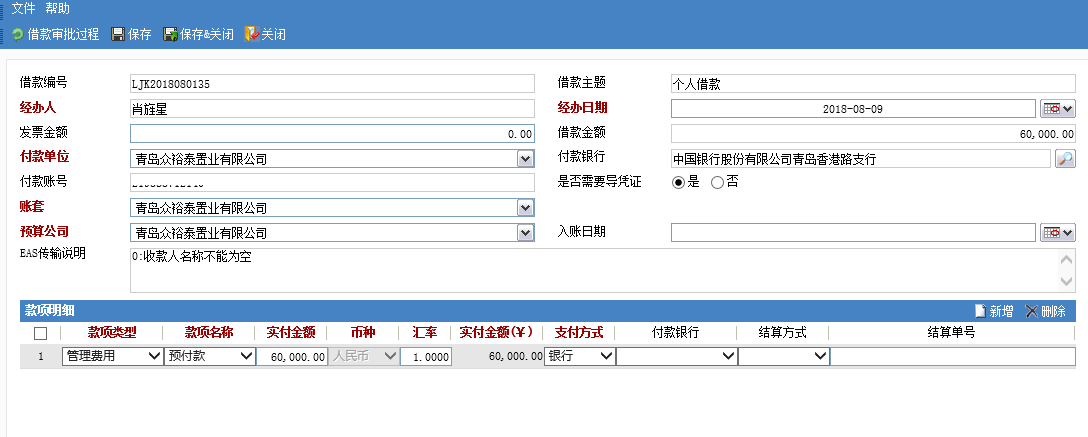 文件 帮助
借款审批过程 保存 保存&关闭 关闭
借款编号 LJK2018080135 借款主题 个人借款
经办人 肖旌星 经办日期 2018-08-09
发票金额 0.00 借款金额 60,000.00
付款单位 青岛众裕泰置业有限公司 付款银行 中国银行股份有限公司青岛香港路支行
付款账号 是否需要导凭证 是 否
账套 青岛众裕泰置业有限公司
预算公司 青岛众裕泰置业有限公司 入账日期
EAS传输说明 0:收款人名称不能为空
款项明细 新增 删除
款项类型 款项名称 实付金额 币种 汇率 实付金额(¥) 支付方式 付款银行 结算方式 结算单号
1 管理费用 预付款 60,000.00 人民币 1.0000 60,000.00 银行